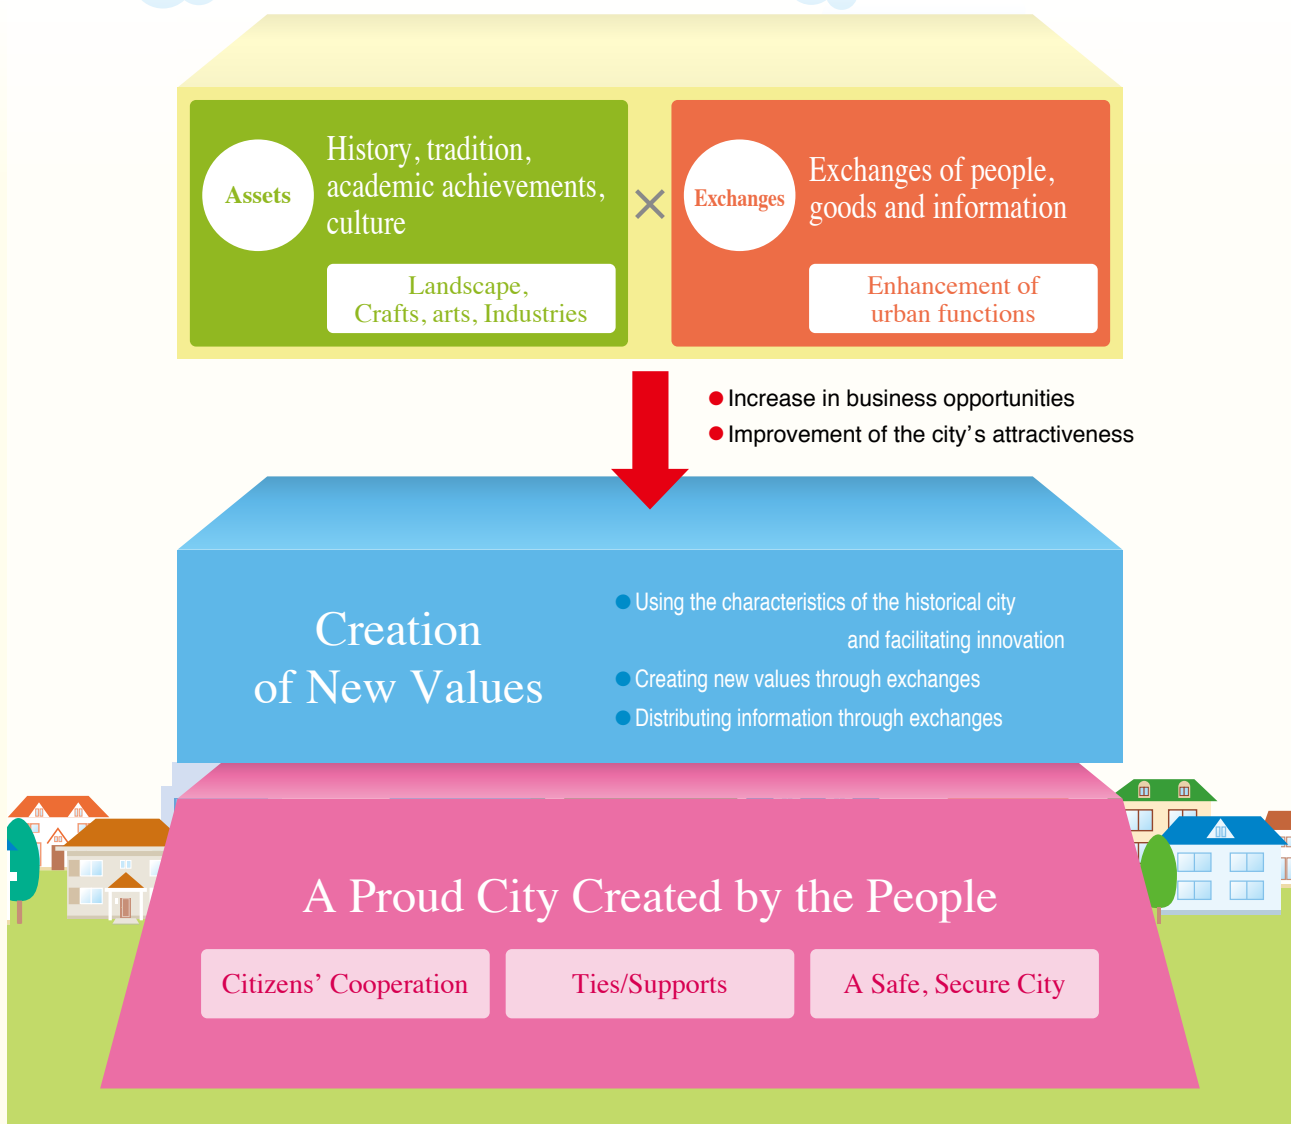 Assets
History, tradition,
academic achievements,
culture
Landscape,
Crafts, arts, Industries
×
Exchanges
Exchanges of people,
goods and information
Enhancement of
urban functions
● Increase in business opportunities
● Improvement of the city’s attractiveness
Creation
of New Values
● Using the characteristics of the historical city
and facilitating innovation
● Creating new values through exchanges
● Distributing information through exchanges
A Proud City Created by the People
Citizens’ Cooperation
Ties/Supports
A Safe, Secure City